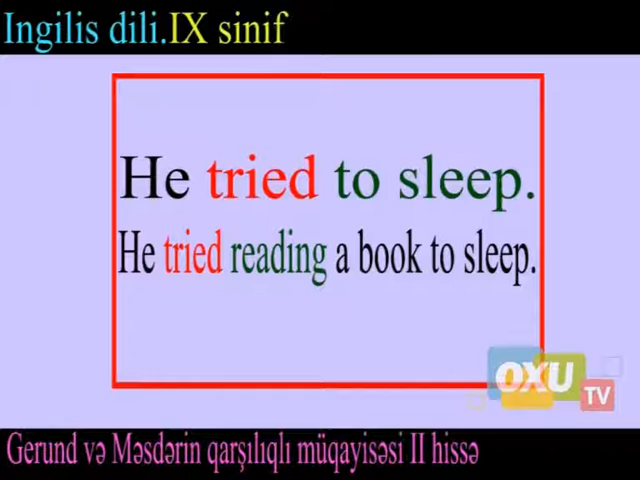 Ingilis dili.IX sinif
He tried to sleep.
He tried reading a book to sleep.
OXU TV
Gerund və Məsdərin qarşılıqlı müqayisəsi II hissə